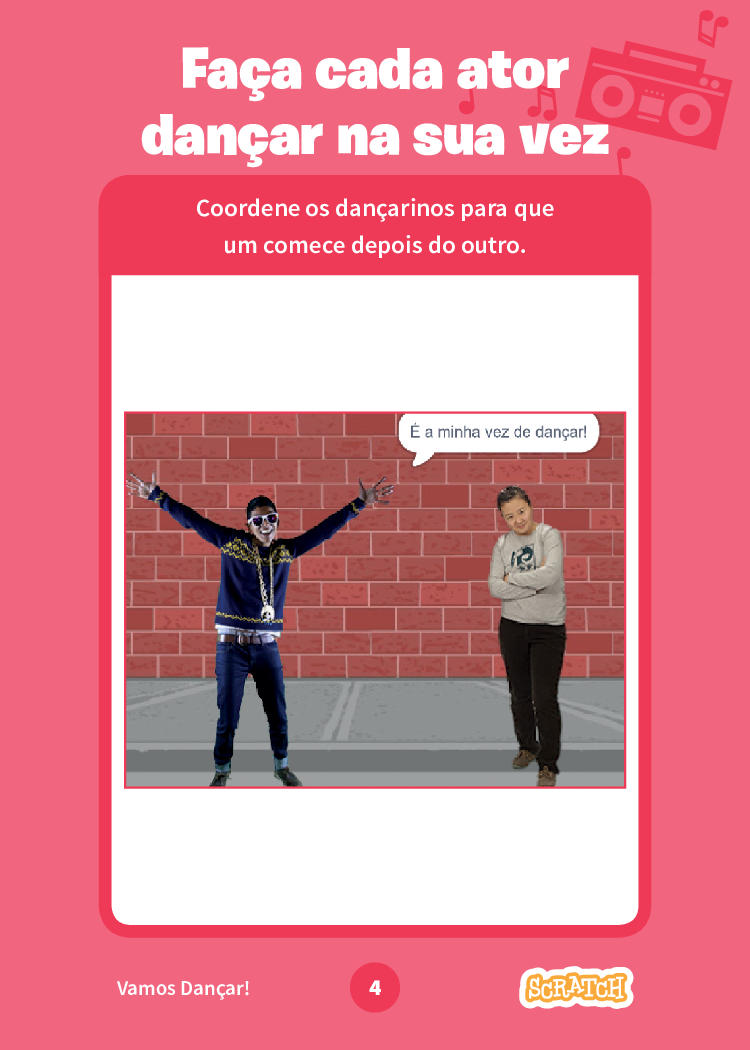 Faça cada ator
dançar na sua vez
Coordene os dançarinos para que
um comece depois do outro.
É a minha vez de dançar!
Vamos Dançar!
4
SCRATCH